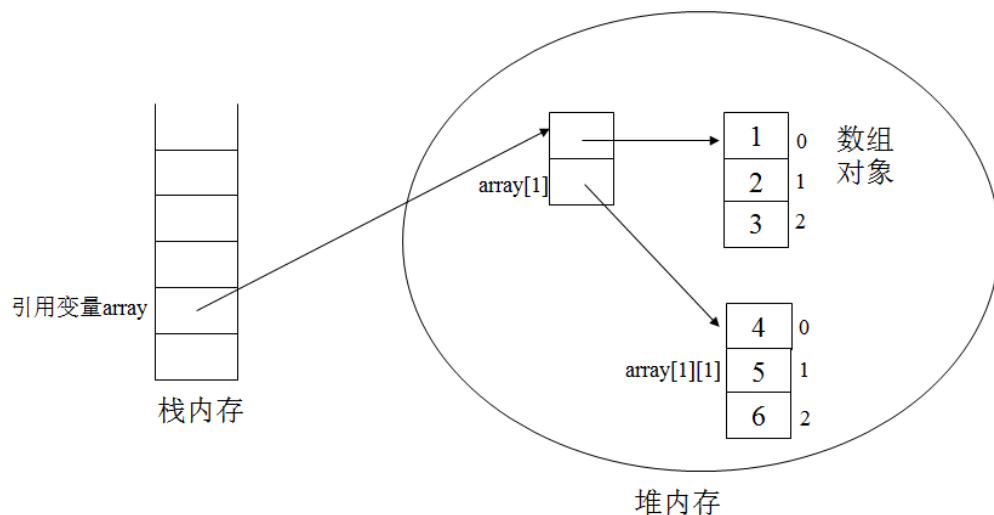 引用变量array
栈内存
array[1]
1 0
2 1
3 2
数组
对象
4 0
array[1][1] 5 1
6 2
堆内存